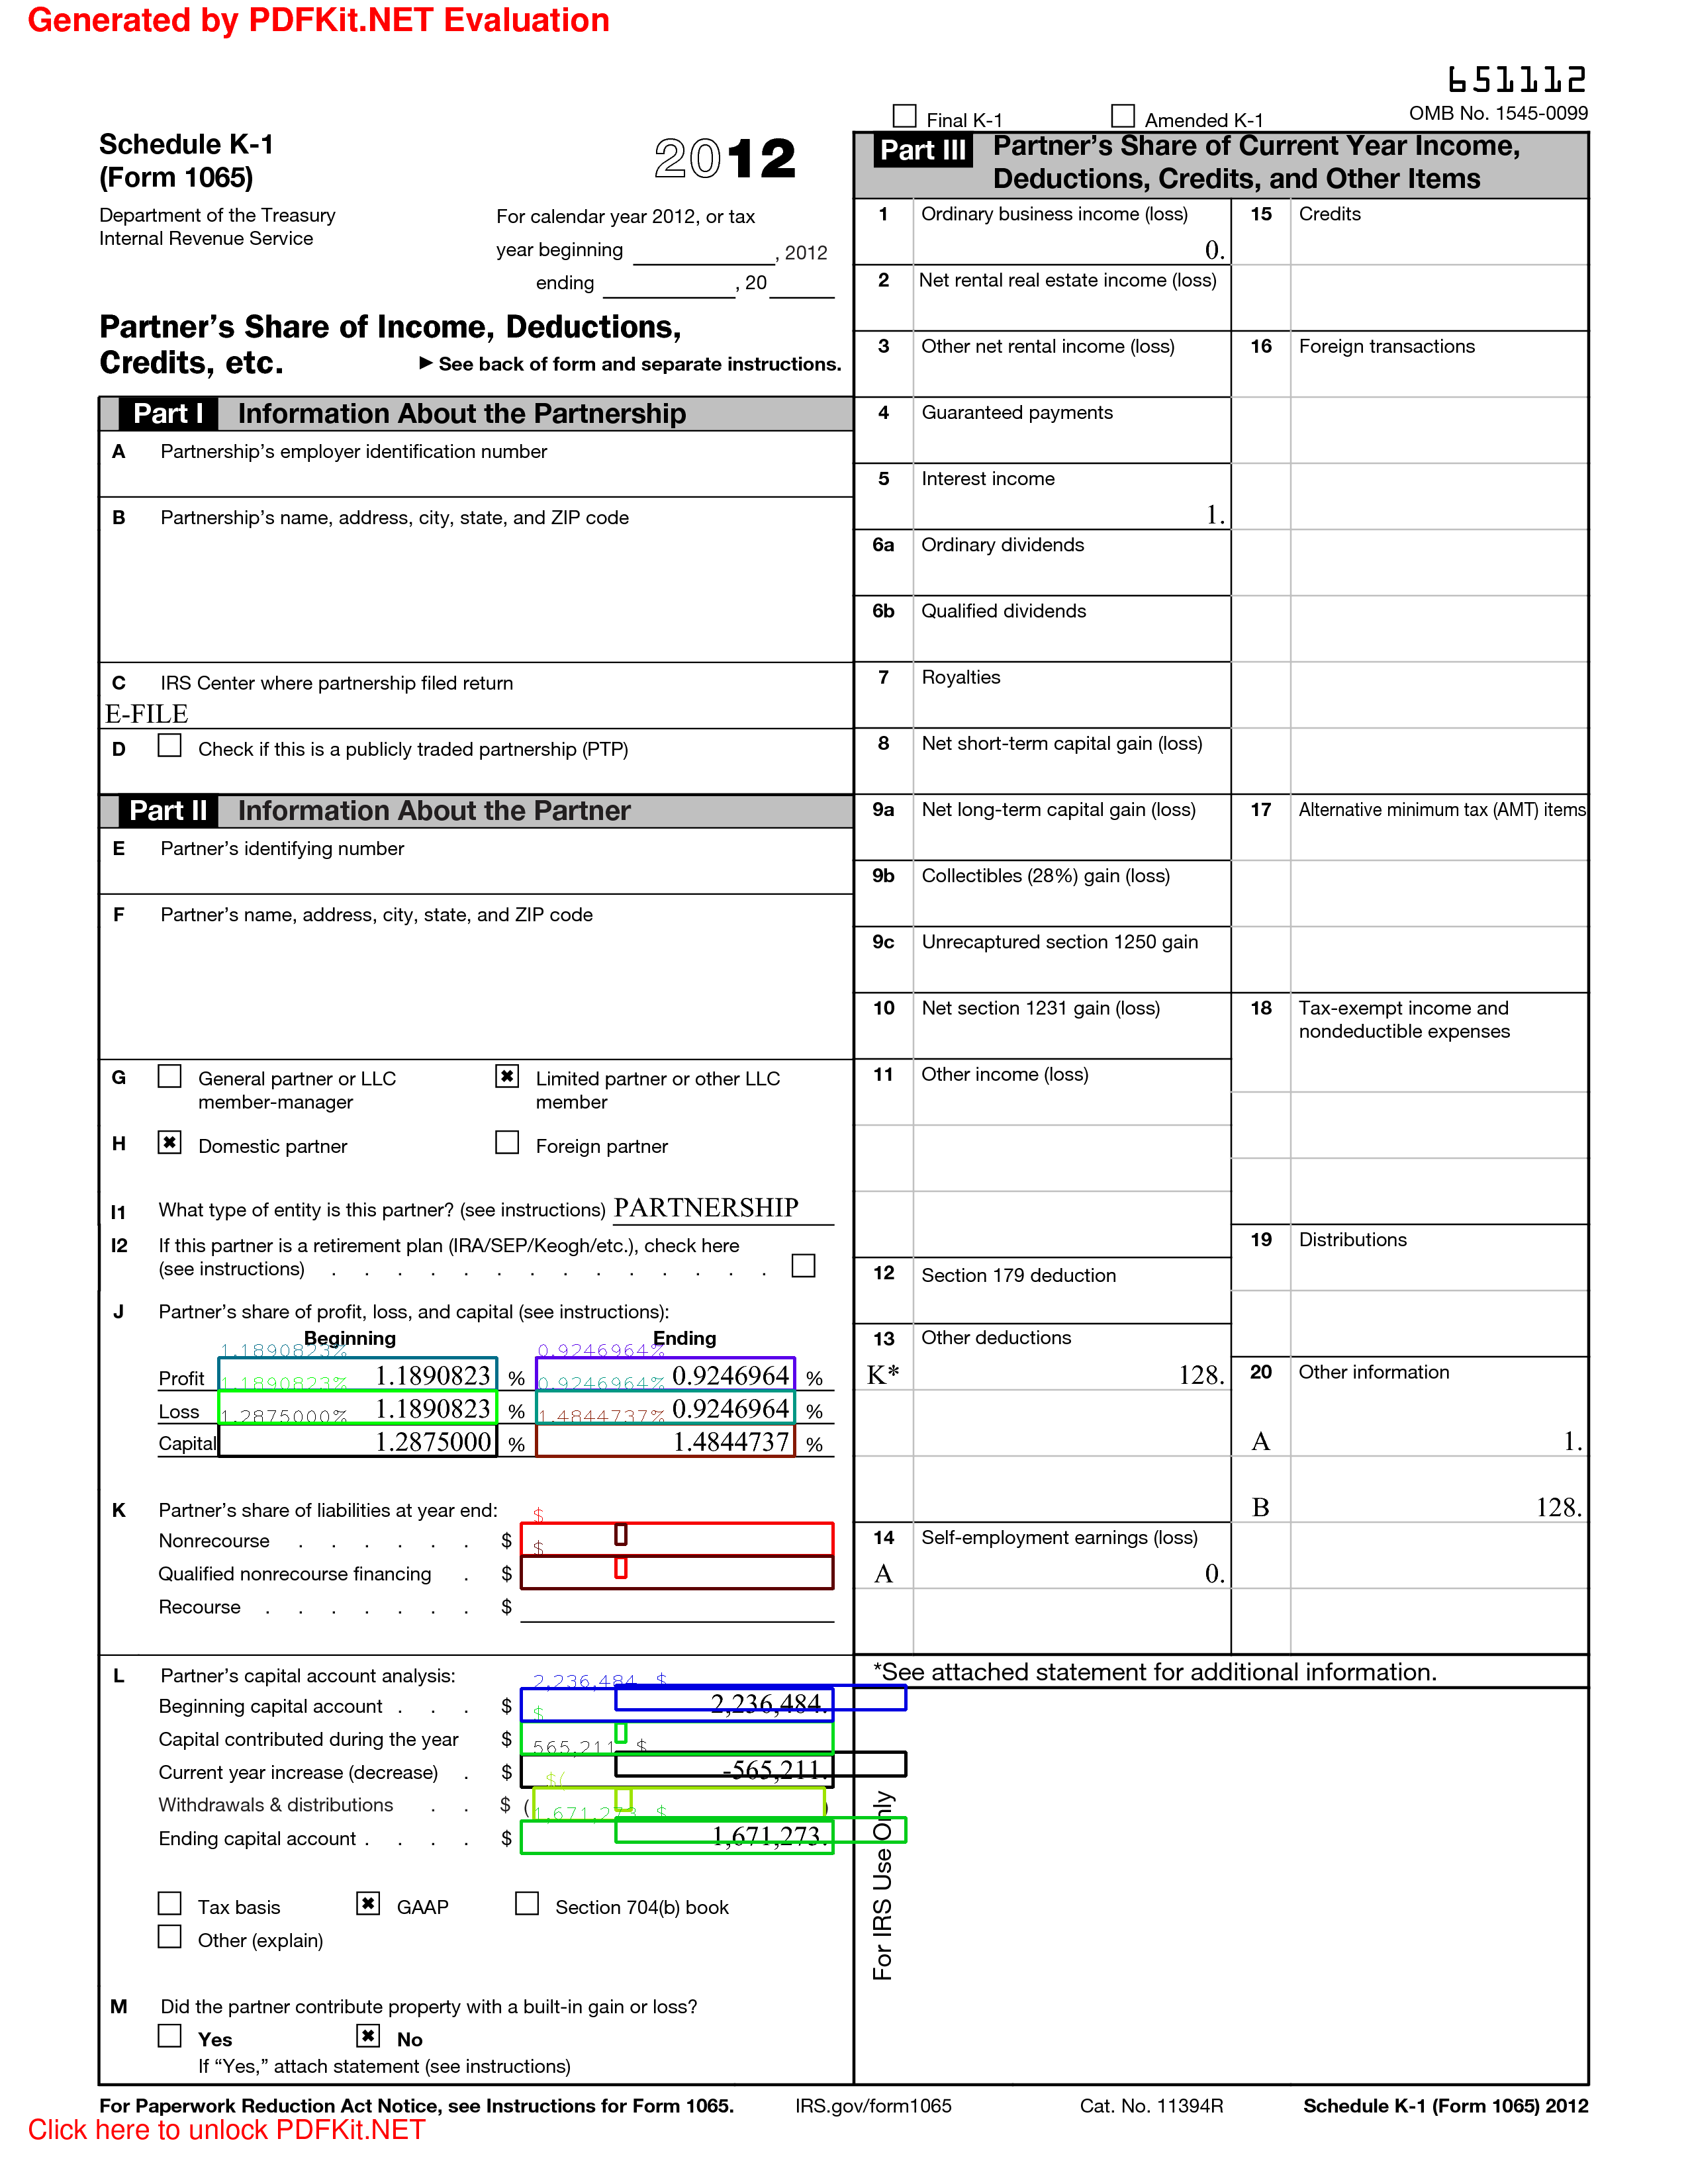 Generated by PDFKit.NET Evaluation
651112
Final K-1 Amended K-1 OMB No. 1545-0099
Schedule K-1
(Form 1065)
2012
Department of the Treasury
Internal Revenue Service
For calendar year 2012, or tax
year beginning , 2012
ending , 20
Partner's Share of Income, Deductions,
Credits, etc. ► See back of form and separate instructions.
Part I Information About the Partnership
A Partnership's employer identification number
B Partnership's name, address, city, state, and ZIP code
C IRS Center where partnership filed return
E-FILE
D Check if this is a publicly traded partnership (PTP)
Part II Information About the Partner
E Partner's identifying number
F Partner's name, address, city, state, and ZIP code
G General partner or LLC
member-manager
✖ Limited partner or other LLC
member
H ✖ Domestic partner Foreign partner
I1 What type of entity is this partner? (see instructions) PARTNERSHIP
I2 If this partner is a retirement plan (IRA/SEP/Keogh/etc.), check here
(see instructions) . . . . . . . . . . . . . .
J Partner's share of profit, loss, and capital (see instructions):
Beginning Ending
1.1890823% 0.9246964%
Profit 1.1890823 % 0.9246964 %
1.1890823% 0.9246964%
Loss 1.1890823 % 0.9246964 %
1.2875000% 1.4844737%
Capital 1.2875000 % 1.4844737 %
K Partner's share of liabilities at year end:
$
Nonrecourse . . . . . . $
$
Qualified nonrecourse financing . $
Recourse . . . . . . . $
L Partner's capital account analysis:
2,236,484 $
Beginning capital account . . . $ 2,236,484.
$
Capital contributed during the year $
565,211 $
Current year increase (decrease) . $ -565,211.
$(
Withdrawals & distributions . . $ ( )
1,671,273 $
Ending capital account . . . . $ 1,671,273.
Tax basis ✖ GAAP Section 704(b) book
Other (explain)
M Did the partner contribute property with a built-in gain or loss?
Yes ✖ No
If "Yes," attach statement (see instructions)
Part III Partner's Share of Current Year Income,
Deductions, Credits, and Other Items
1 Ordinary business income (loss)
0.
2 Net rental real estate income (loss)
3 Other net rental income (loss)
4 Guaranteed payments
5 Interest income
1.
6a Ordinary dividends
6b Qualified dividends
7 Royalties
8 Net short-term capital gain (loss)
9a Net long-term capital gain (loss)
9b Collectibles (28%) gain (loss)
9c Unrecaptured section 1250 gain
10 Net section 1231 gain (loss)
11 Other income (loss)
12 Section 179 deduction
13 Other deductions
K* 128.
14 Self-employment earnings (loss)
A 0.
15 Credits
16 Foreign transactions
17 Alternative minimum tax (AMT) items
18 Tax-exempt income and
nondeductible expenses
19 Distributions
20 Other information
A 1.
B 128.
*See attached statement for additional information.
For IRS Use Only
For Paperwork Reduction Act Notice, see Instructions for Form 1065. IRS.gov/form1065 Cat. No. 11394R Schedule K-1 (Form 1065) 2012
Click here to unlock PDFKit.NET